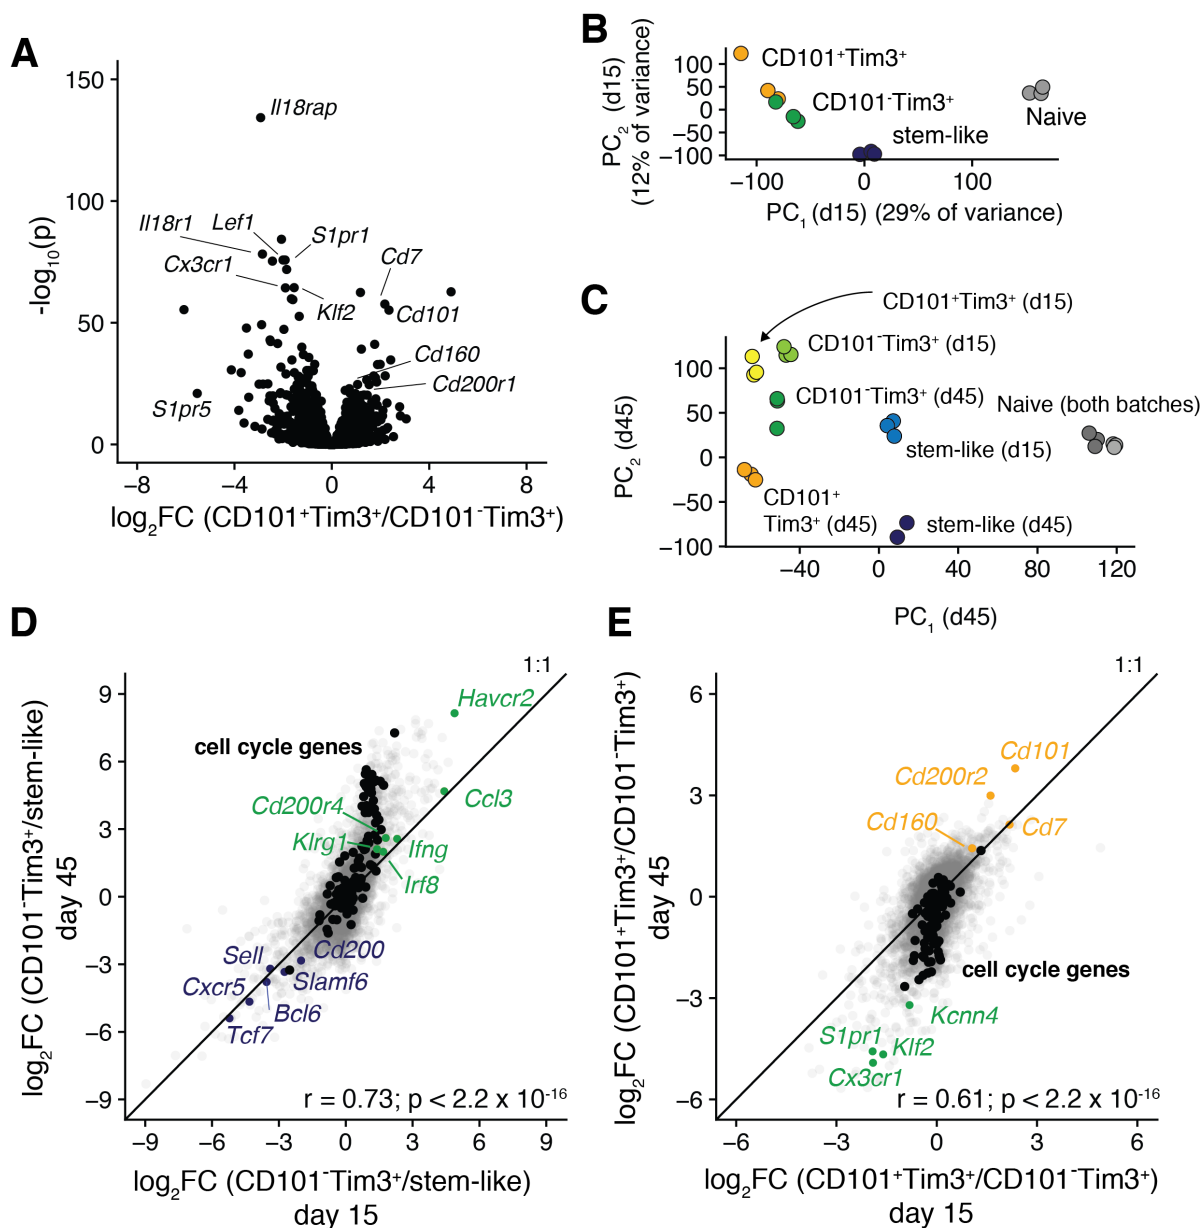 A
150
100
50
0
-log10(p)
Il18rap
Il18r1
Lef1
S1pr1
Cx3cr1
Cd7
Klf2
Cd101
Cd160
Cd200r1
S1pr5
−8
−4
0
4
8
log2FC (CD101+Tim3+/CD101-Tim3+)
B
PC2 (d15)
(12% of variance)
100
50
0
−50
−100
CD101+Tim3+
CD101-Tim3+
stem-like
Naive
−100
0
100
PC1 (d15) (29% of variance)
C
PC2 (d45)
100
50
0
−50
−100
CD101+Tim3+ (d15)
CD101-Tim3+ (d15)
CD101-Tim3+ (d45)
Naive (both batches)
stem-like (d15)
CD101+
Tim3+ (d45)
stem-like (d45)
−40
0
40
80
120
PC1 (d45)
D
1:1
log2FC (CD101-Tim3+/stem-like)
day 45
9
6
3
0
−3
−6
−9
Havcr2
cell cycle genes
Ccl3
Cd200r4
Klrg1
Ifng
Irf8
Cd200
Sell
Slamf6
Cxcr5
Bcl6
Tcf7
r = 0.73; p < 2.2 x 10-16
−9
−6
−3
0
3
6
9
log2FC (CD101-Tim3+/stem-like)
day 15
E
1:1
log2FC (CD101+Tim3+/CD101-Tim3+)
day 45
6
3
0
−3
−6
Cd101
Cd200r2
Cd160
Cd7
cell cycle genes
Kcnn4
S1pr1
Klf2
Cx3cr1
r = 0.61; p < 2.2 x 10-16
−6
−3
0
3
6
log2FC (CD101+Tim3+/CD101-Tim3+)
day 15